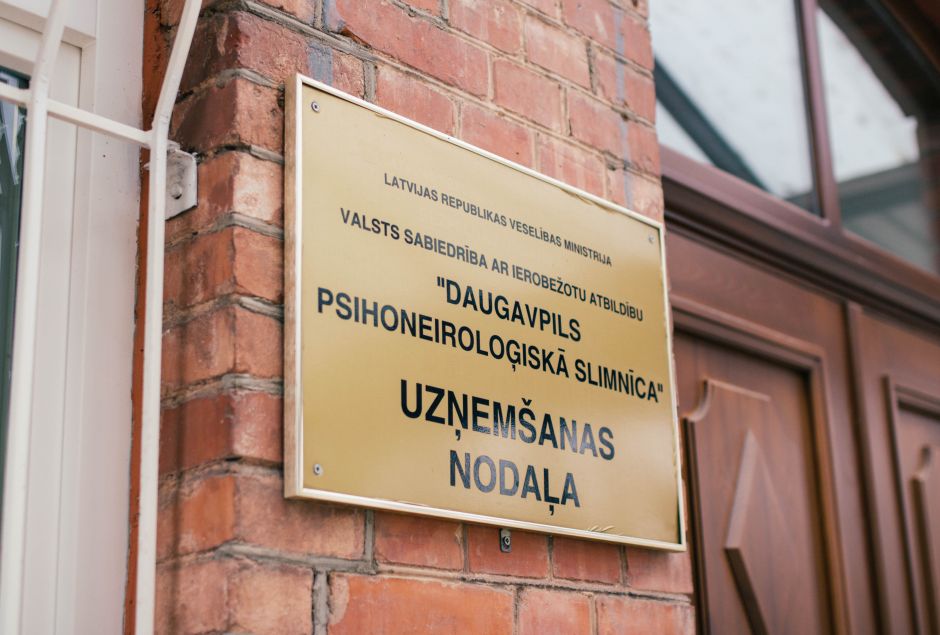 LATVIJAS REPUBLIKAS VESELĪBAS MINISTRIJA
VALSTS SABIEDRĪBA AR IEROBEŽOTU ATBILDĪBU
"DAUGAVPILS
PSIHONEIROLOĢISKĀ SLIMNĪCA"
UZŅEMŠANAS
NODAĻA